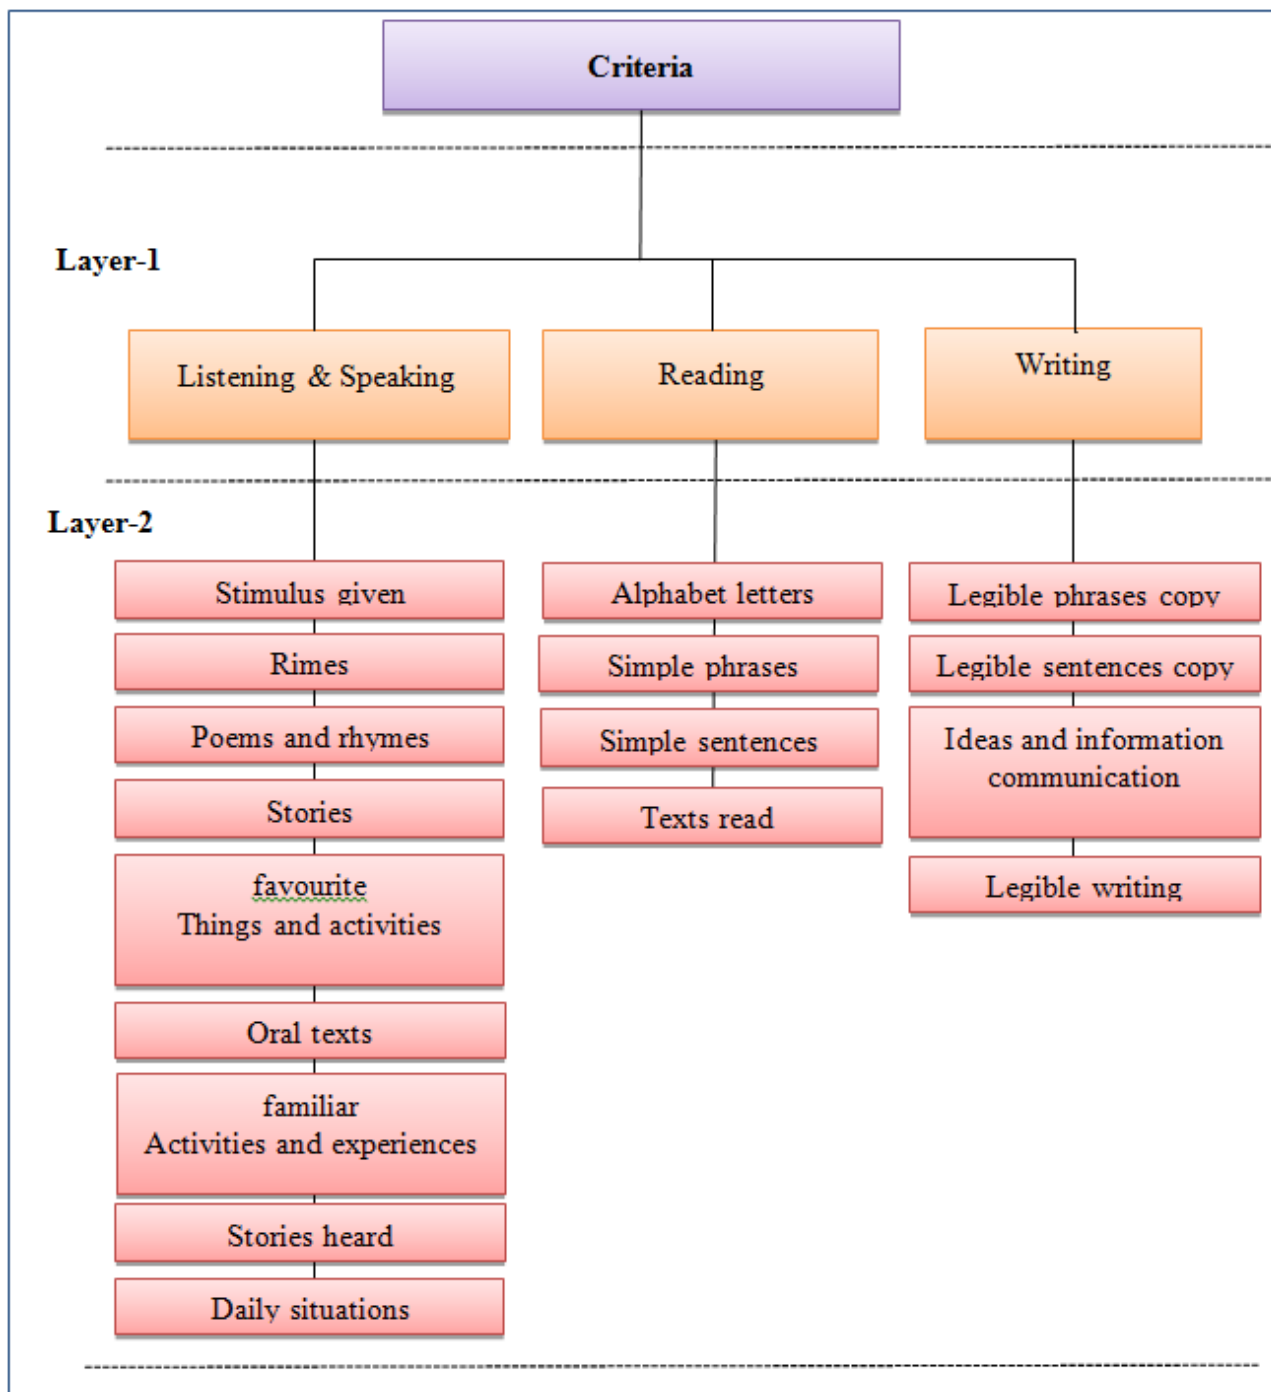 Criteria
Layer-1
Listening & Speaking
Reading
Writing
Layer-2
Stimulus given
Rimes
Poems and rhymes
Stories
favourite
Things and activities
Oral texts
familiar
Activities and experiences
Stories heard
Daily situations
Alphabet letters
Simple phrases
Simple sentences
Texts read
Legible phrases copy
Legible sentences copy
Ideas and information
communication
Legible writing